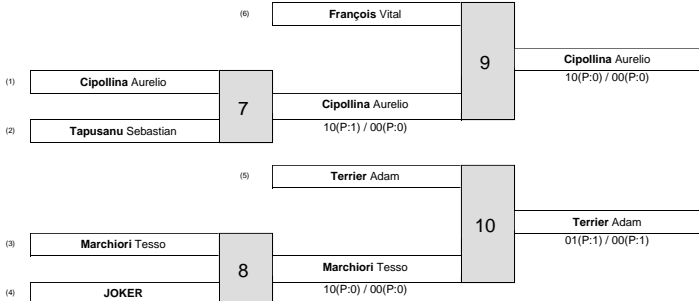 (6) François Vital
9
Cipollina Aurelio
10(P:0) / 00(P:0)
(1) Cipollina Aurelio
7
Cipollina Aurelio
10(P:1) / 00(P:0)
(2) Tapusanu Sebastian
(5) Terrier Adam
10
Terrier Adam
01(P:1) / 00(P:1)
(3) Marchiori Tesso
8
Marchiori Tesso
10(P:0) / 00(P:0)
(4) JOKER